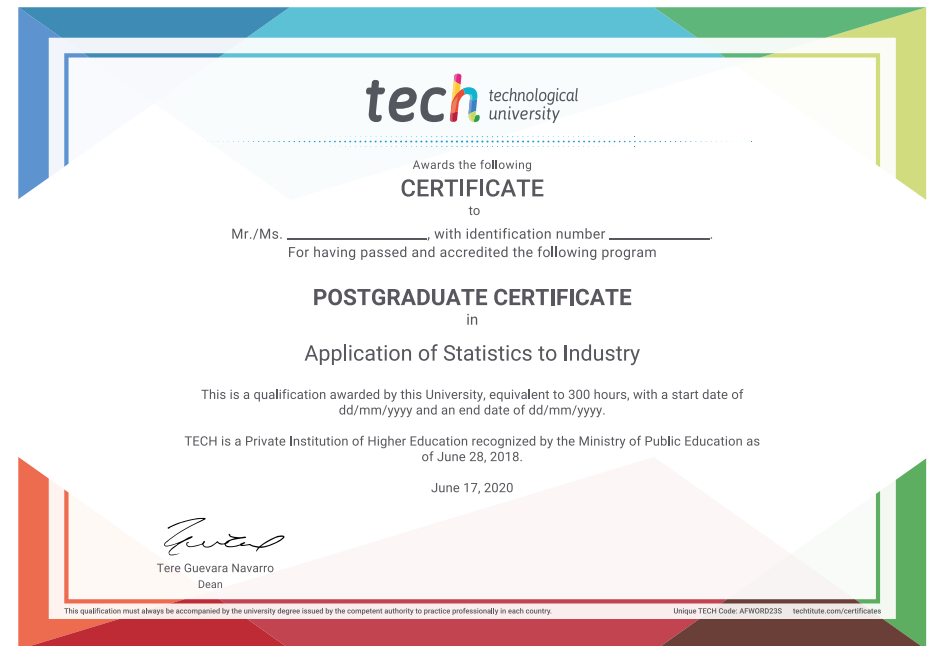 tech technological
university
Awards the following
CERTIFICATE
to
Mr./Ms. ____________________, with identification number ______________.
For having passed and accredited the following program
POSTGRADUATE CERTIFICATE
in
Application of Statistics to Industry
This is a qualification awarded by this University, equivalent to 300 hours, with a start date of
dd/mm/yyyy and an end date of dd/mm/yyyy.
TECH is a Private Institution of Higher Education recognized by the Ministry of Public Education as
of June 28, 2018.
June 17, 2020
Tere Guevara Navarro
Dean
This qualification must always be accompanied by the university degree issued by the competent authority to practice professionally in each country. Unique TECH Code: AFWORD23S techtitute.com/certificates